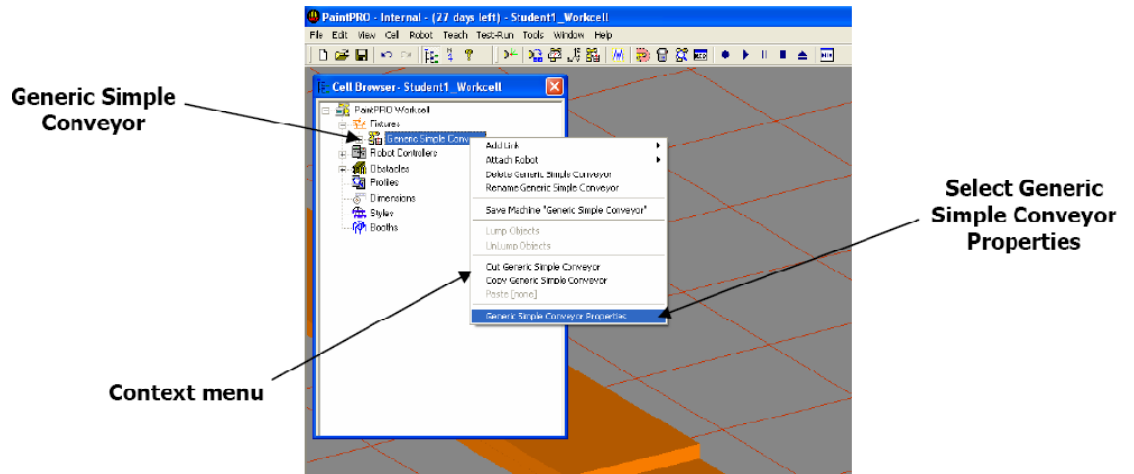 PaintPRO - Internal - (27 days left) - Student1_Workcell
File Edit View Cell Robot Teach Test-Run Tools Window Help
Cell Browser - Student1_Workcell
Generic Simple
Conveyor
PaintPRO Workcell
Fixtures
Generic Simple Conv
Robot Controllers
Obstacles
Profiles
Dimensions
Styles
Booths
Add Link
Attach Robot
Delete Generic Simple Conveyor
Rename Generic Simple Conveyor
Save Machine "Generic Simple Conveyor"
Lump Objects
UnLump Objects
Cut Generic Simple Conveyor
Copy Generic Simple Conveyor
Paste [none]
Generic Simple Conveyor Properties
Select Generic
Simple Conveyor
Properties
Context menu